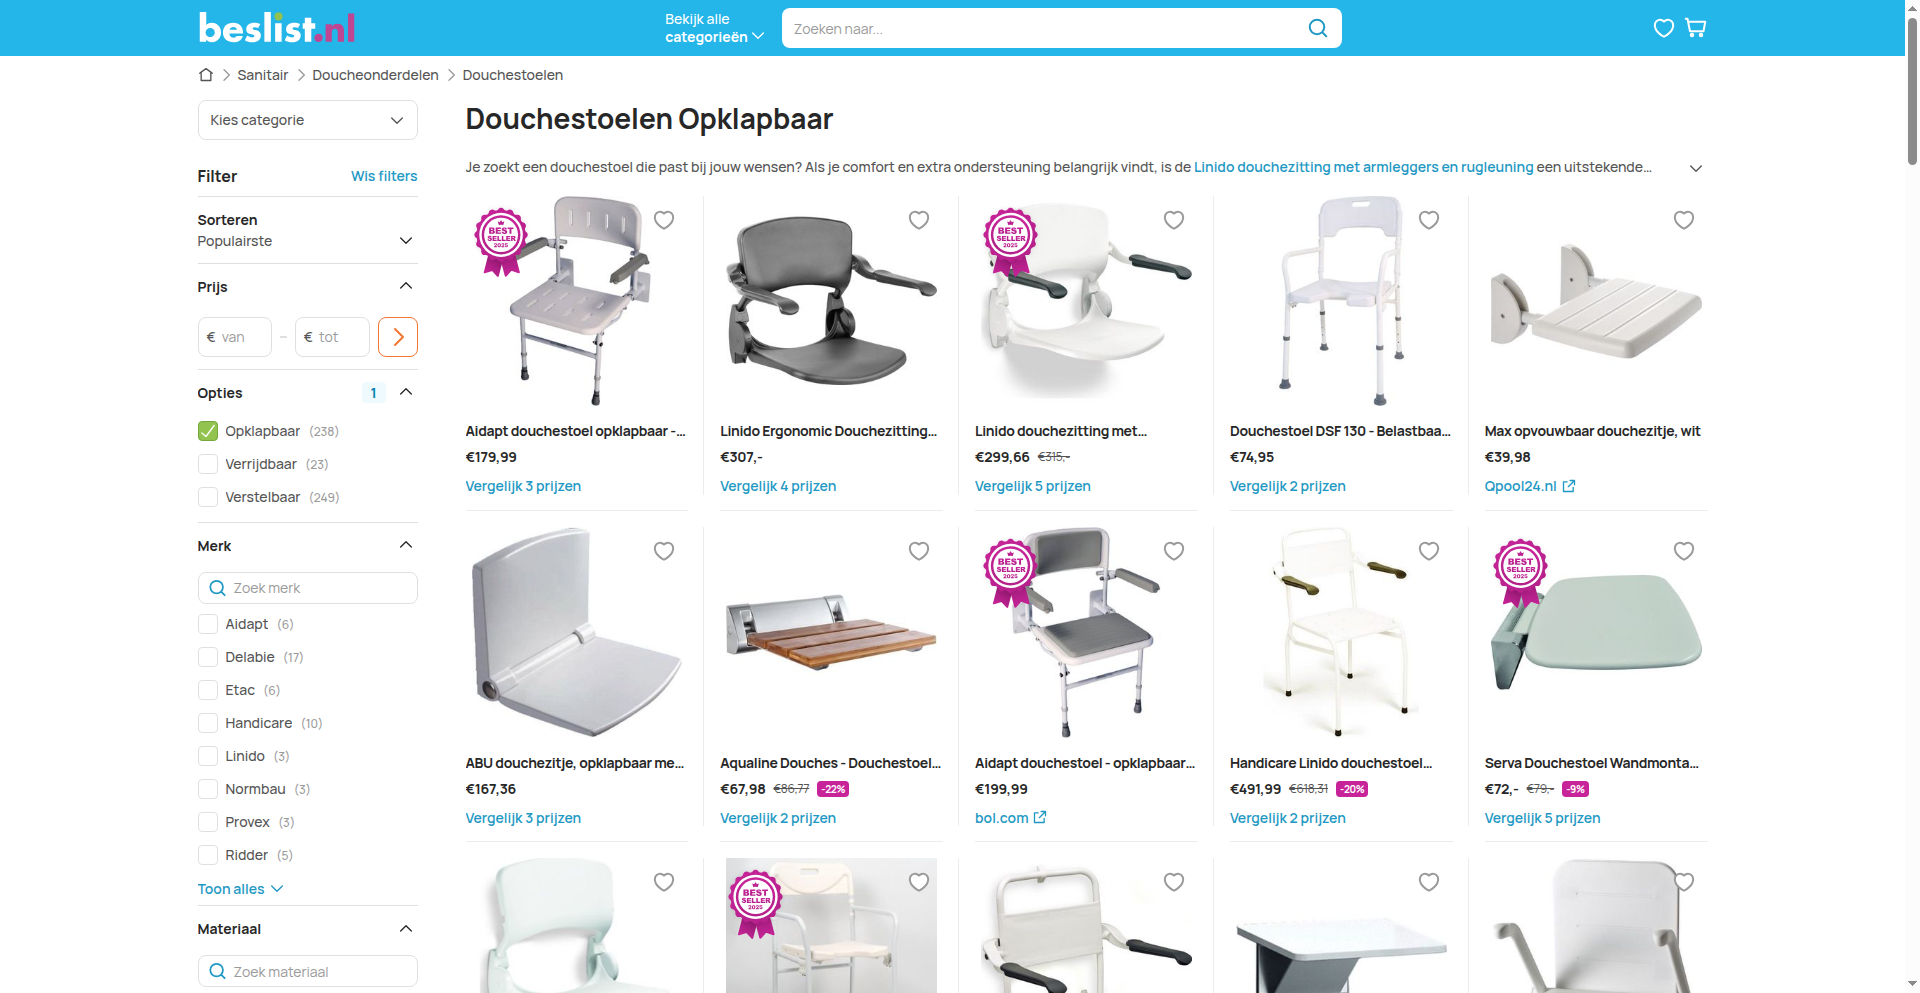 beslist.nl
Bekijk alle
categorieën
Zoeken naar...
Sanitair
Doucheonderdelen
Douchestoelen
Kies categorie
Filter
Wis filters
Sorteren
Populairste
Prijs
€ van
–
€ tot
Opties
1
Opklapbaar (238)
Verrijdbaar (23)
Verstelbaar (249)
Merk
Zoek merk
Aidapt (6)
Delabie (17)
Etac (6)
Handicare (10)
Linido (3)
Normbau (3)
Provex (3)
Ridder (5)
Toon alles
Materiaal
Zoek materiaal
Douchestoelen Opklapbaar
Je zoekt een douchestoel die past bij jouw wensen? Als je comfort en extra ondersteuning belangrijk vindt, is de Linido douchezitting met armleggers en rugleuning een uitstekende...
BEST
SELLER
2025
Aidapt douchestoel opklapbaar -...
€179,99
Vergelijk 3 prijzen
Linido Ergonomic Douchezitting...
€307,-
Vergelijk 4 prijzen
BEST
SELLER
2025
Linido douchezitting met...
€299,66 €315,-
Vergelijk 5 prijzen
Douchestoel DSF 130 - Belastbaa...
€74,95
Vergelijk 2 prijzen
Max opvouwbaar douchezitje, wit
€39,98
Qpool24.nl
ABU douchezitje, opklapbaar me...
€167,36
Vergelijk 3 prijzen
Aqualine Douches - Douchestoel...
€67,98 €86,77 -22%
Vergelijk 2 prijzen
BEST
SELLER
2025
Aidapt douchestoel - opklapbaar...
€199,99
bol.com
Handicare Linido douchestoel...
€491,99 €618,31 -20%
Vergelijk 2 prijzen
BEST
SELLER
2025
Serva Douchestoel Wandmonta...
€72,- €79,- -9%
Vergelijk 5 prijzen
BEST
SELLER
2025